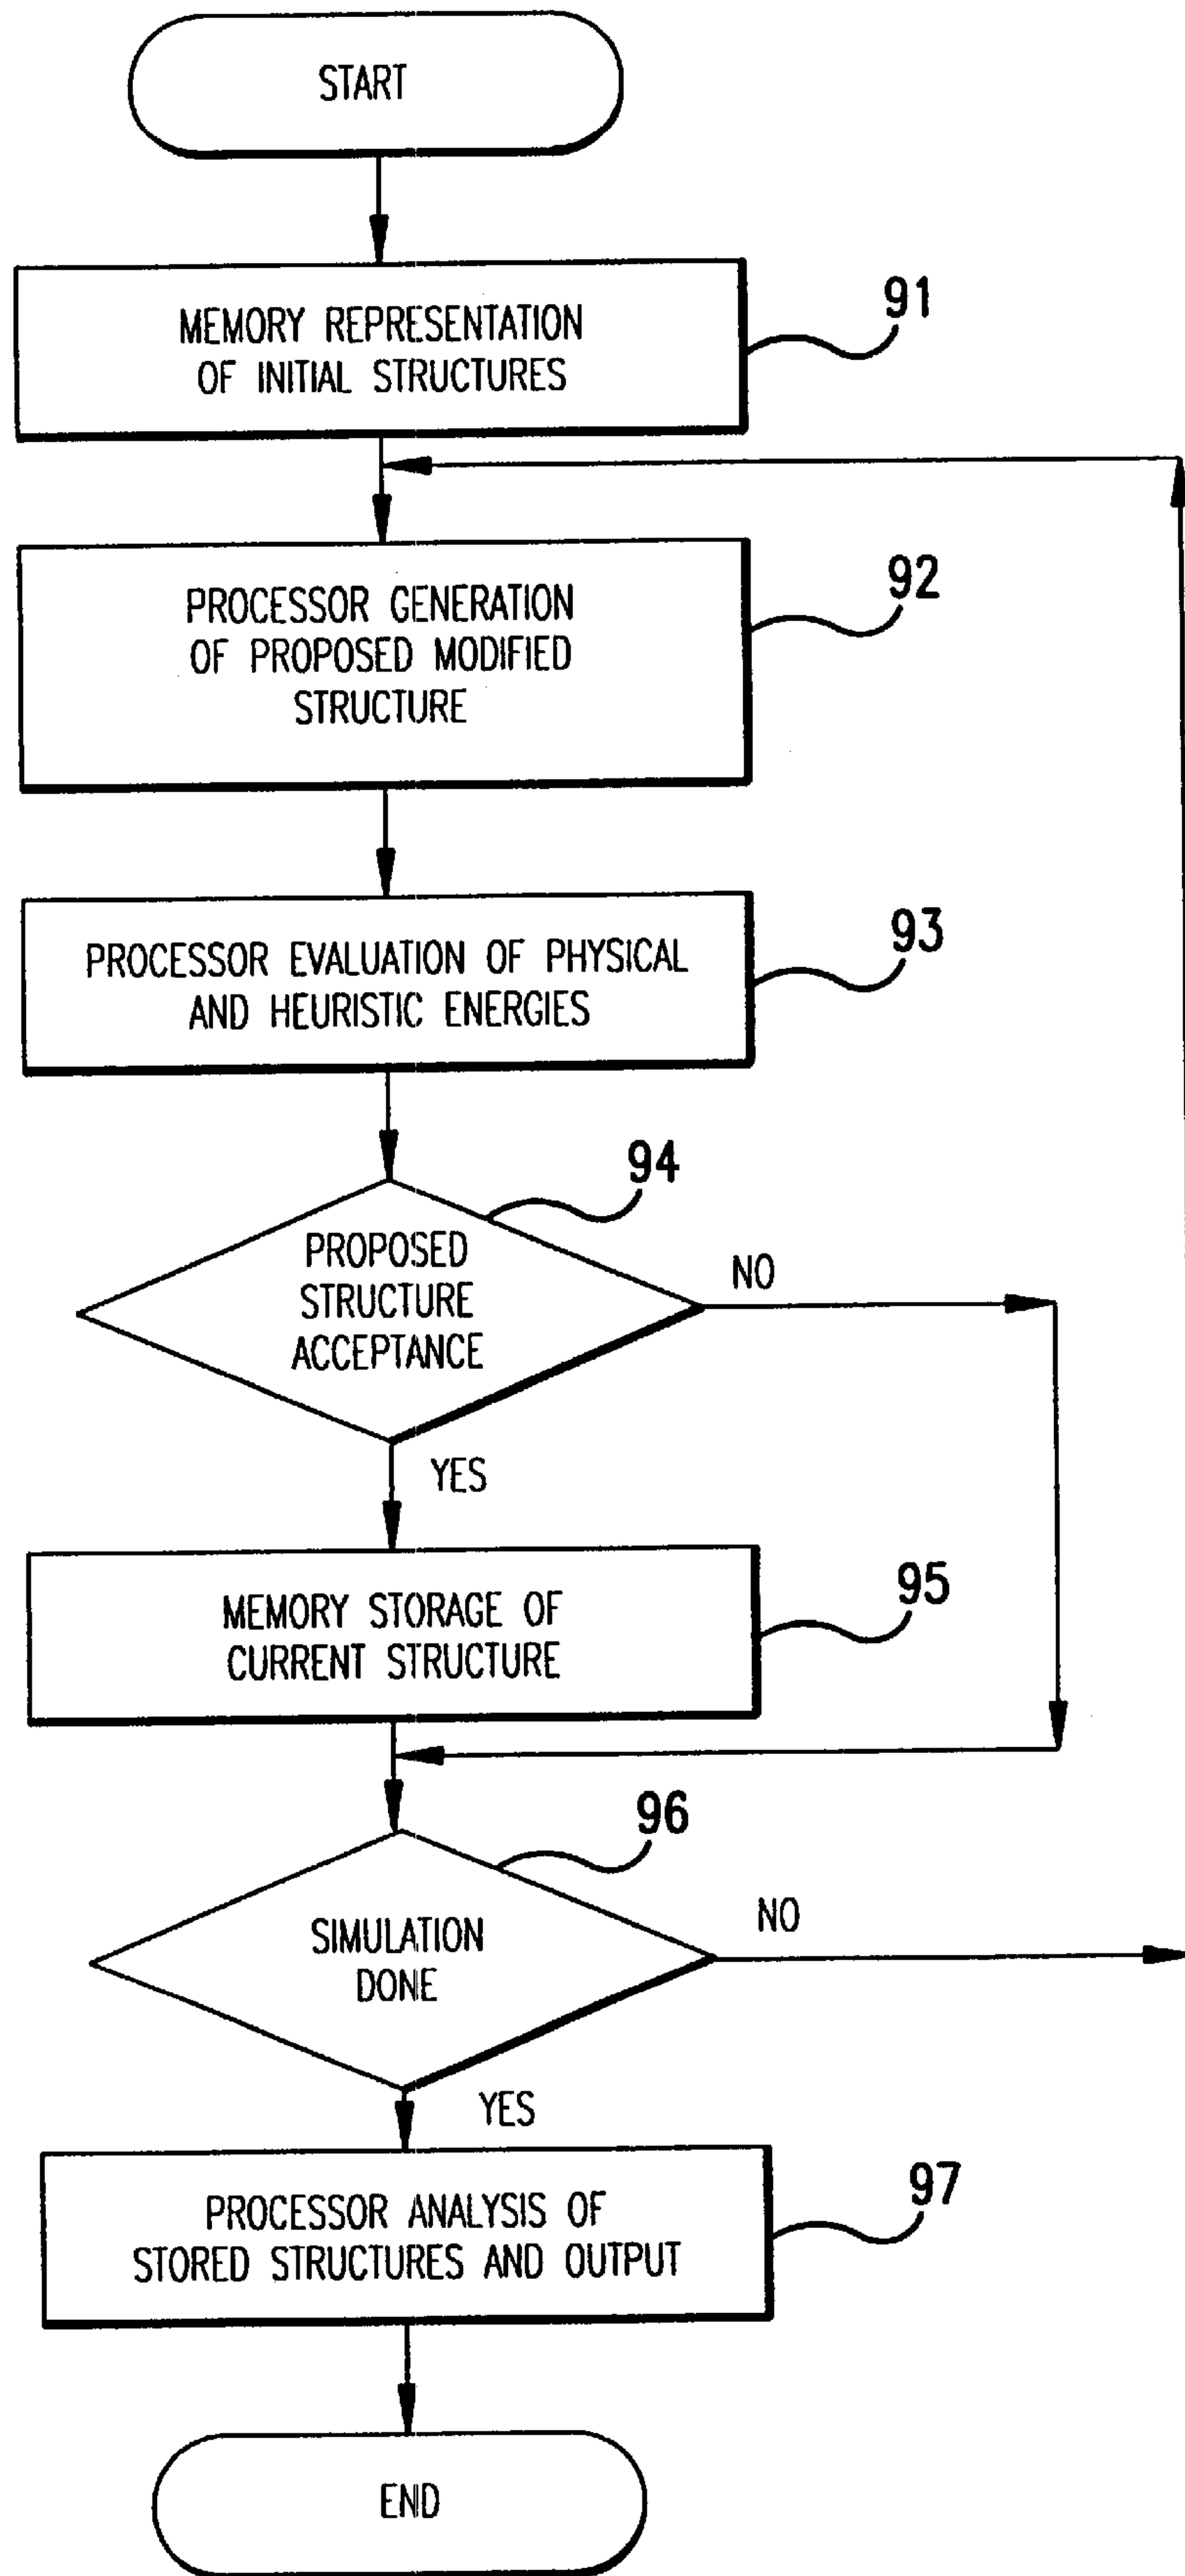 START
MEMORY REPRESENTATION
OF INITIAL STRUCTURES
91
PROCESSOR GENERATION
OF PROPOSED MODIFIED
STRUCTURE
92
PROCESSOR EVALUATION OF PHYSICAL
AND HEURISTIC ENERGIES
93
94
PROPOSED
STRUCTURE
ACCEPTANCE
NO
YES
MEMORY STORAGE OF
CURRENT STRUCTURE
95
96
SIMULATION
DONE
NO
YES
PROCESSOR ANALYSIS OF
STORED STRUCTURES AND OUTPUT
97
END